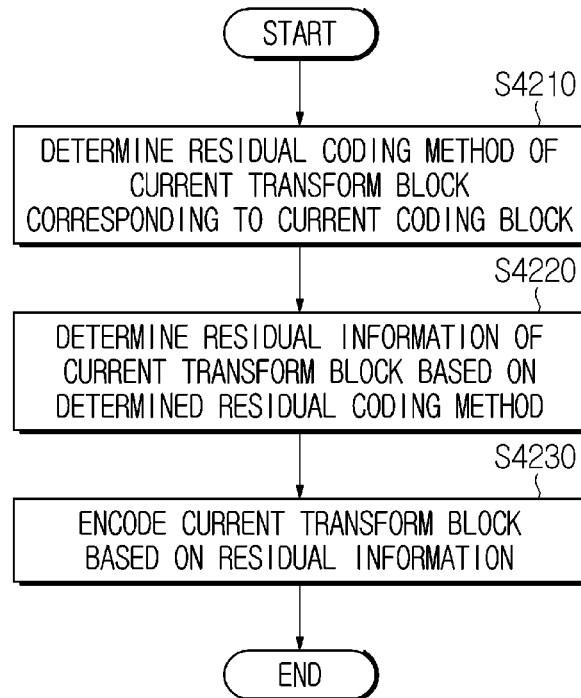 START
S4210
DETERMINE RESIDUAL CODING METHOD OF
CURRENT TRANSFORM BLOCK
CORRESPONDING TO CURRENT CODING BLOCK
S4220
DETERMINE RESIDUAL INFORMATION OF
CURRENT TRANSFORM BLOCK BASED ON
DETERMINED RESIDUAL CODING METHOD
S4230
ENCODE CURRENT TRANSFORM BLOCK
BASED ON RESIDUAL INFORMATION
END